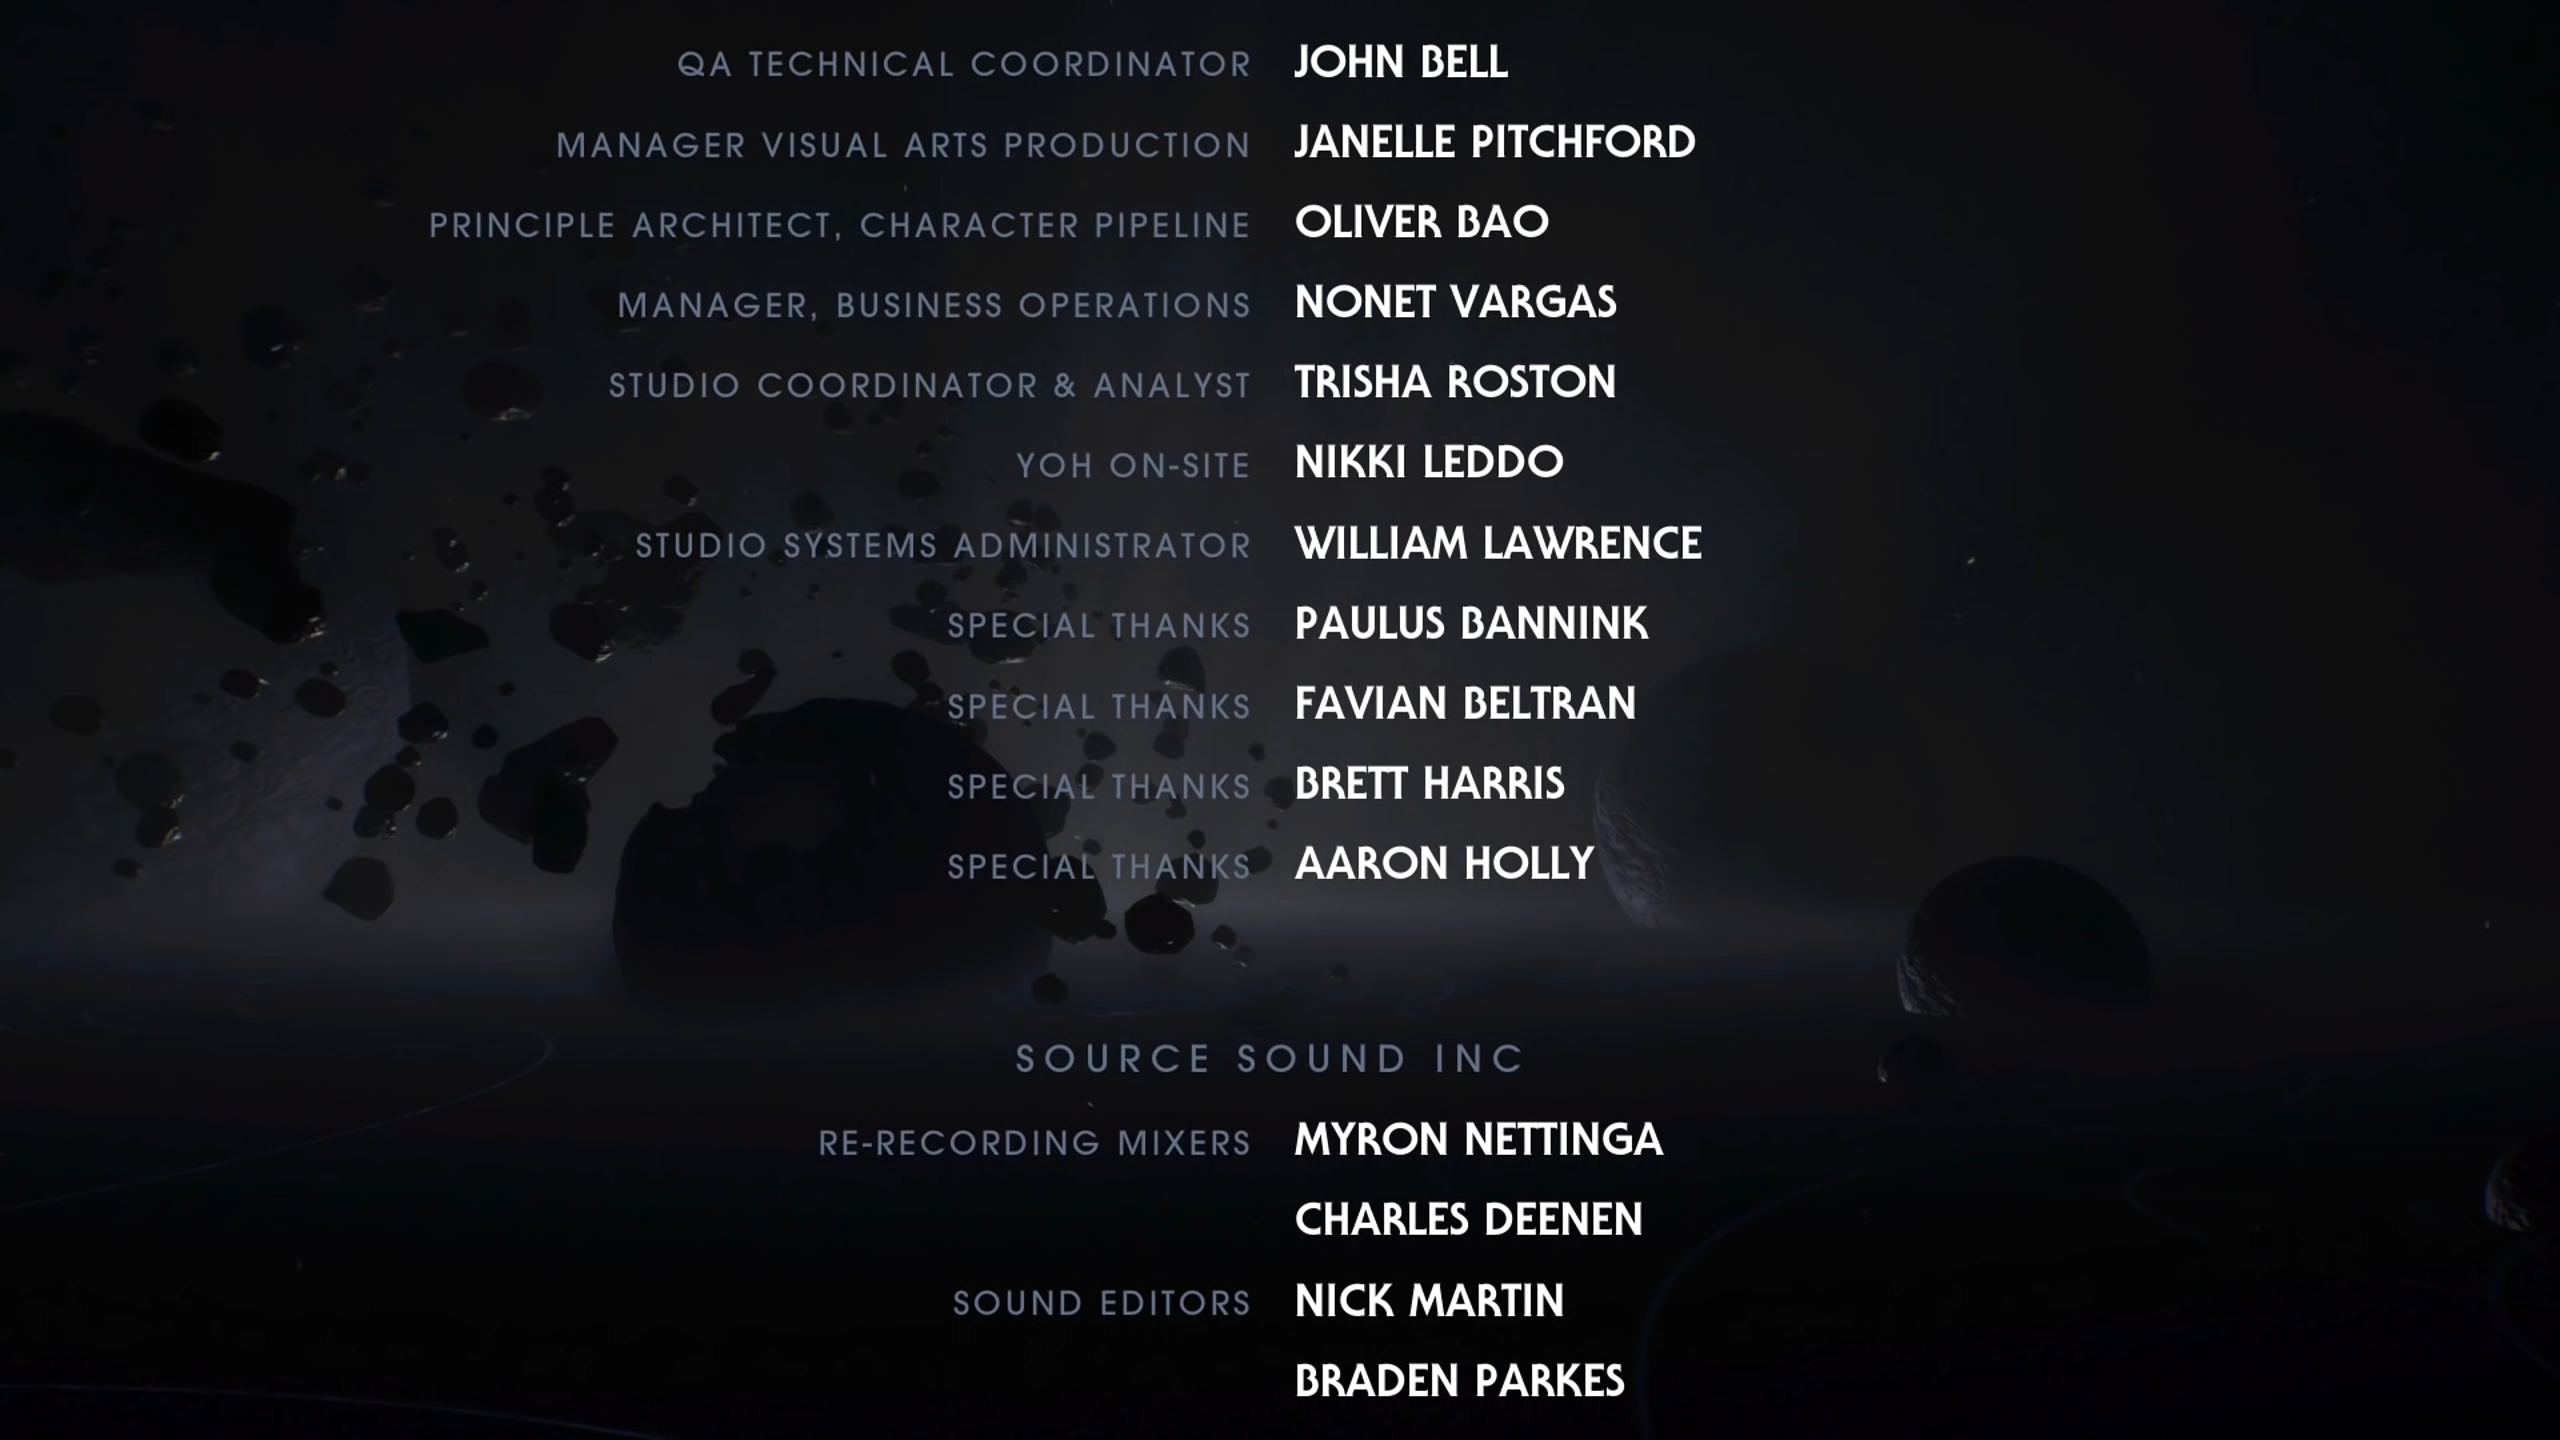 QA TECHNICAL COORDINATOR JOHN BELL
MANAGER VISUAL ARTS PRODUCTION JANELLE PITCHFORD
PRINCIPLE ARCHITECT, CHARACTER PIPELINE OLIVER BAO
MANAGER, BUSINESS OPERATIONS NONET VARGAS
STUDIO COORDINATOR & ANALYST TRISHA ROSTON
YOH ON-SITE NIKKI LEDDO
STUDIO SYSTEMS ADMINISTRATOR WILLIAM LAWRENCE
SPECIAL THANKS PAULUS BANNINK
SPECIAL THANKS FAVIAN BELTRAN
SPECIAL THANKS BRETT HARRIS
SPECIAL THANKS AARON HOLLY
SOURCE SOUND INC
RE-RECORDING MIXERS MYRON NETTINGA
CHARLES DEENEN
SOUND EDITORS NICK MARTIN
BRADEN PARKES